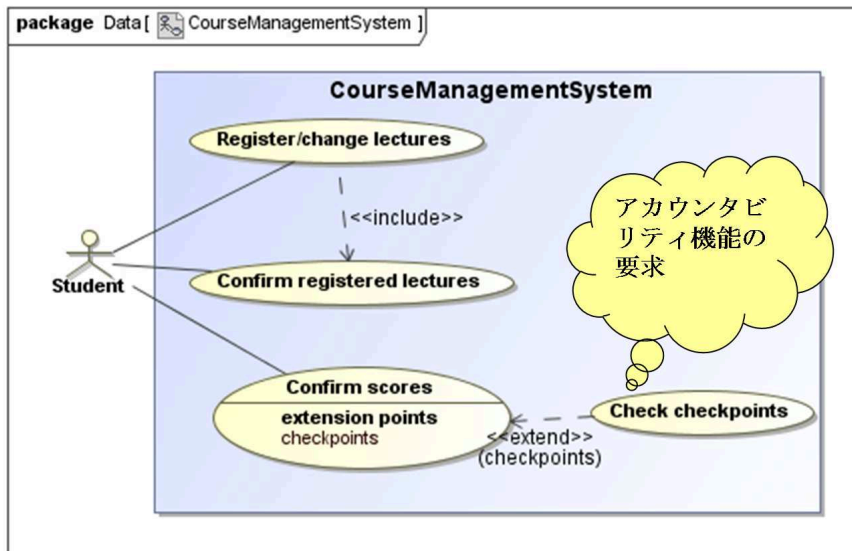 package Data [ CourseManagementSystem ]
CourseManagementSystem
Register/change lectures
<<include>>
アカウンタビ
リティ機能の
要求
Student
Confirm registered lectures
Confirm scores
extension points
checkpoints
Check checkpoints
<<extend>>
(checkpoints)